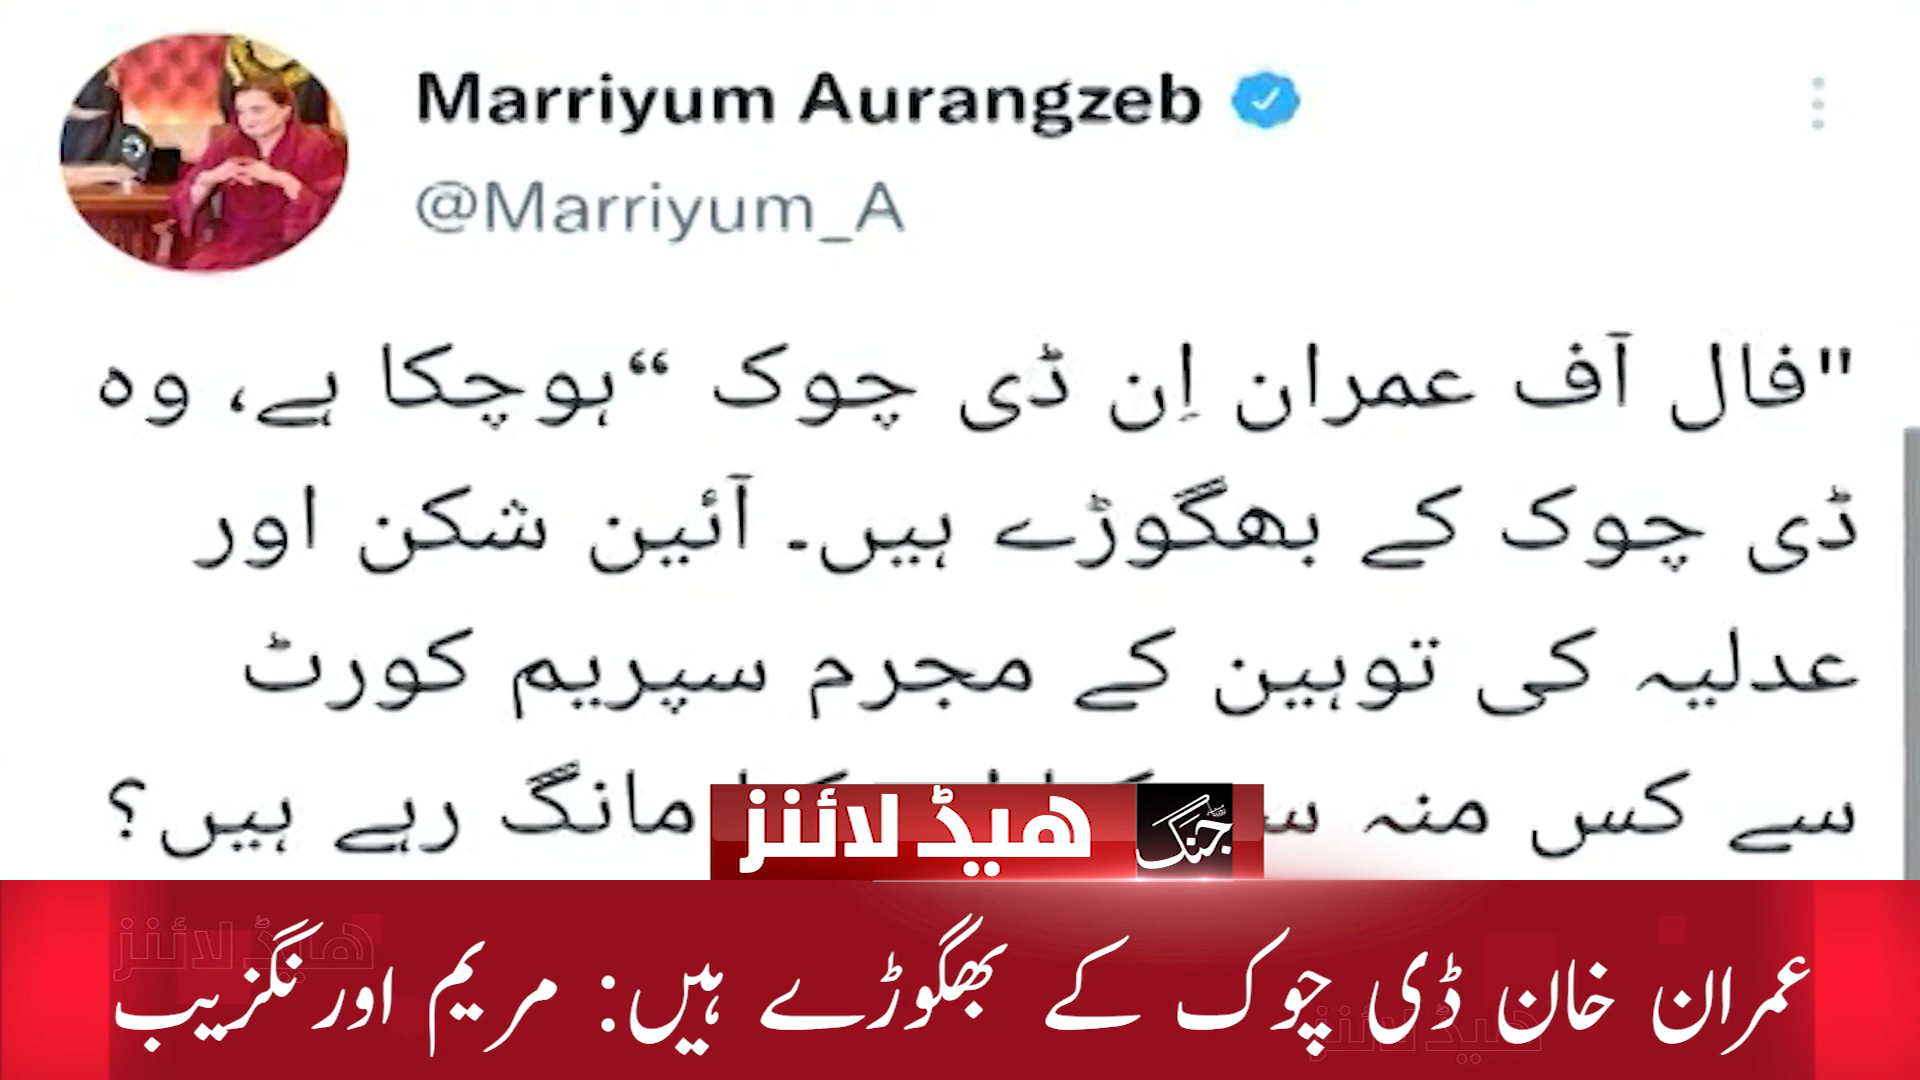 Marriyum Aurangzeb
@Marriyum_A
"فال آف عمران اِن ڈی چوک “ہوچکا ہے، وہ
ڈی چوک کے بھگوڑے ہیں۔ آئین شکن اور
عدلیہ کی توہین کے مجرم سپریم کورٹ
سے کس منہ مانگ رہے ہیں؟
جنگ
ہیڈ لائنز
عمران خان ڈی چوک کے بھگوڑے ہیں: مریم اورنگزیب